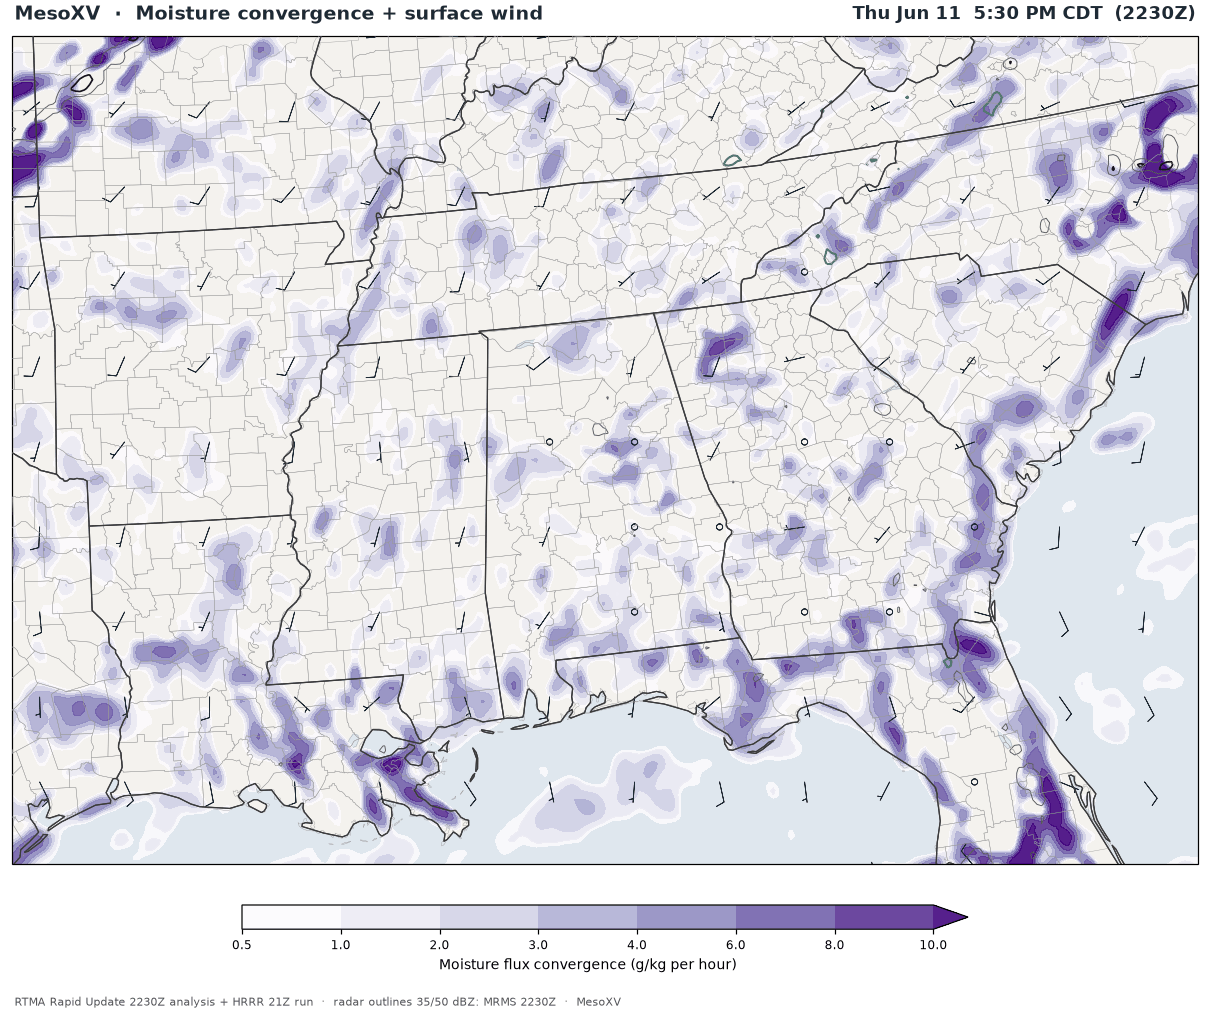 MesoXV · Moisture convergence + surface wind
Thu Jun 11 5:30 PM CDT (2230Z)
0.5 1.0 2.0 3.0 4.0 6.0 8.0 10.0
Moisture flux convergence (g/kg per hour)
RTMA Rapid Update 2230Z analysis + HRRR 21Z run · radar outlines 35/50 dBZ: MRMS 2230Z · MesoXV